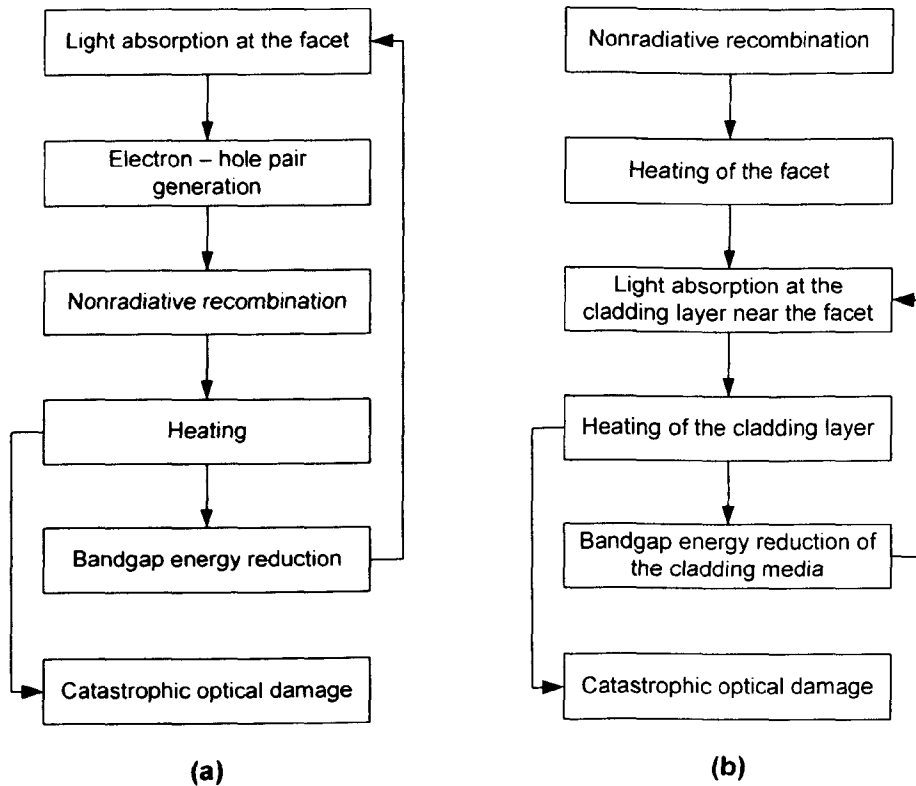 Light absorption at the facet
Electron – hole pair
generation
Nonradiative recombination
Heating
Bandgap energy reduction
Catastrophic optical damage
(a)
Nonradiative recombination
Heating of the facet
Light absorption at the
cladding layer near the facet
Heating of the cladding layer
Bandgap energy reduction of
the cladding media
Catastrophic optical damage
(b)